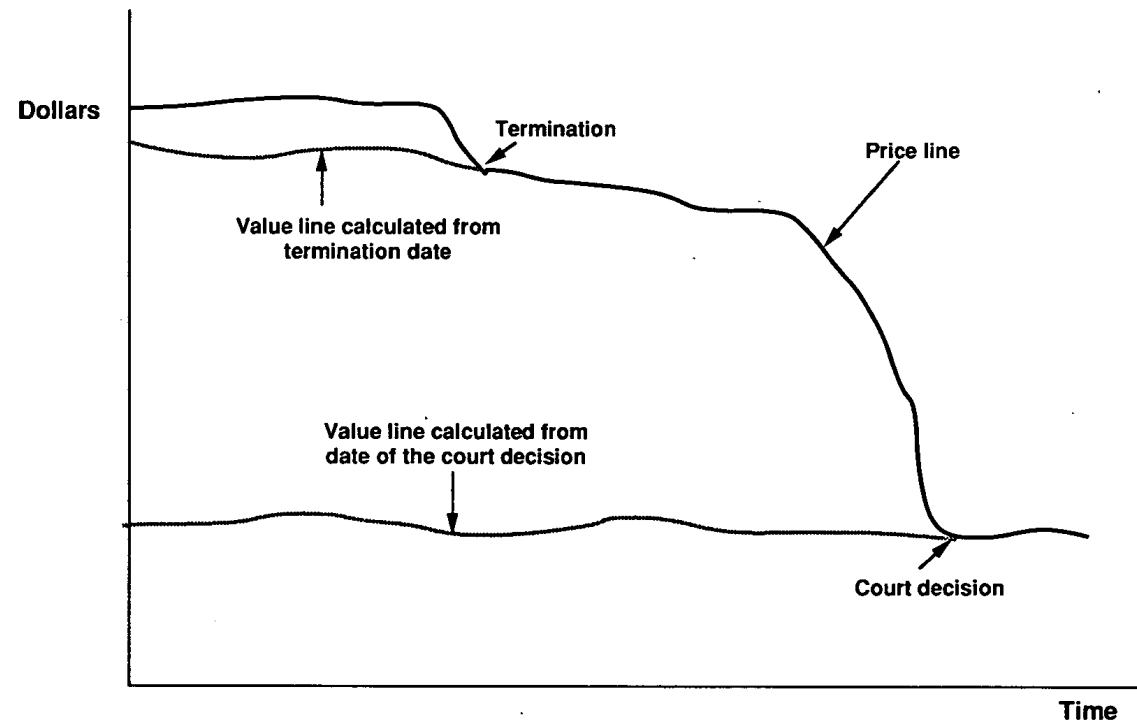 Dollars
Termination
Price line
Value line calculated from
termination date
Value line calculated from
date of the court decision
Court decision
Time